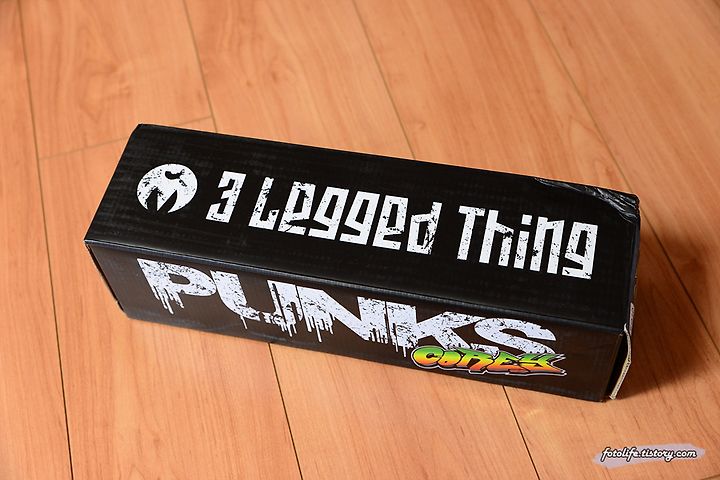 3 Legged Thing
PUNKS
COREY
fotolife.tistory.com